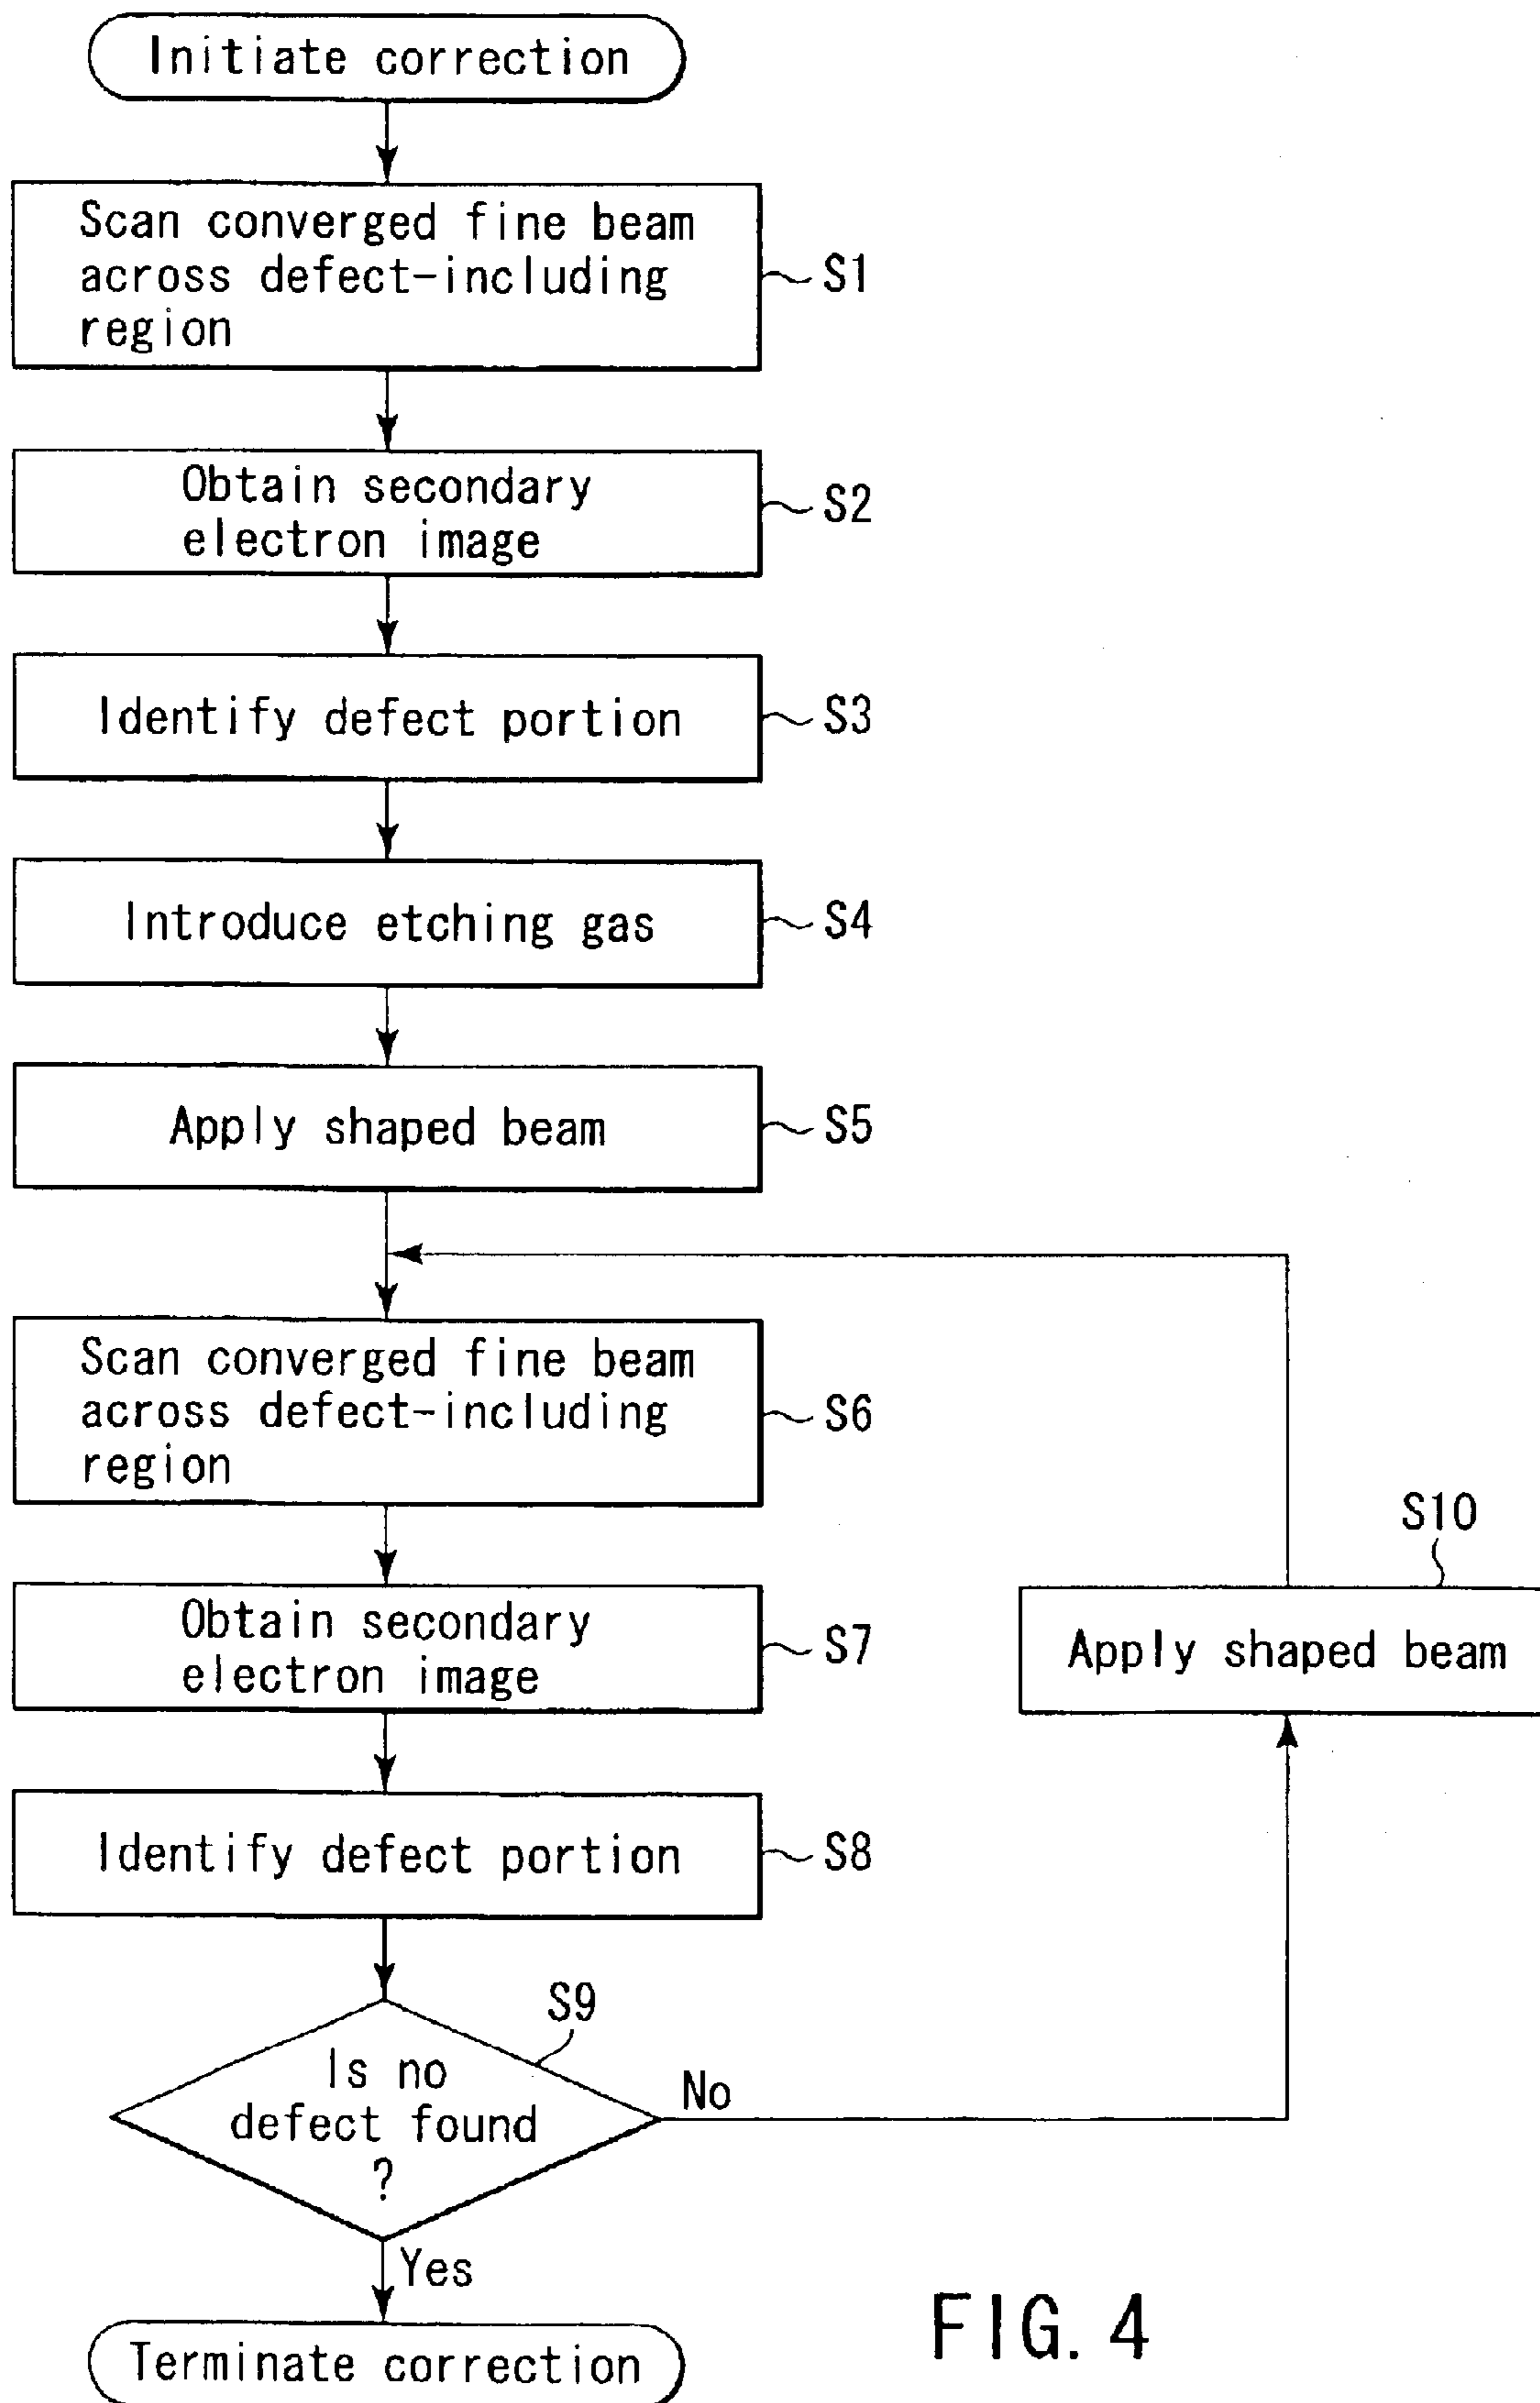 Initiate correction
Scan converged fine beam
across defect-including
region
S1
Obtain secondary
electron image
S2
Identify defect portion
S3
Introduce etching gas
S4
Apply shaped beam
S5
Scan converged fine beam
across defect-including
region
S6
Obtain secondary
electron image
S7
S10
Apply shaped beam
Identify defect portion
S8
S9
Is no
defect found
?
No
Yes
Terminate correction
FIG. 4